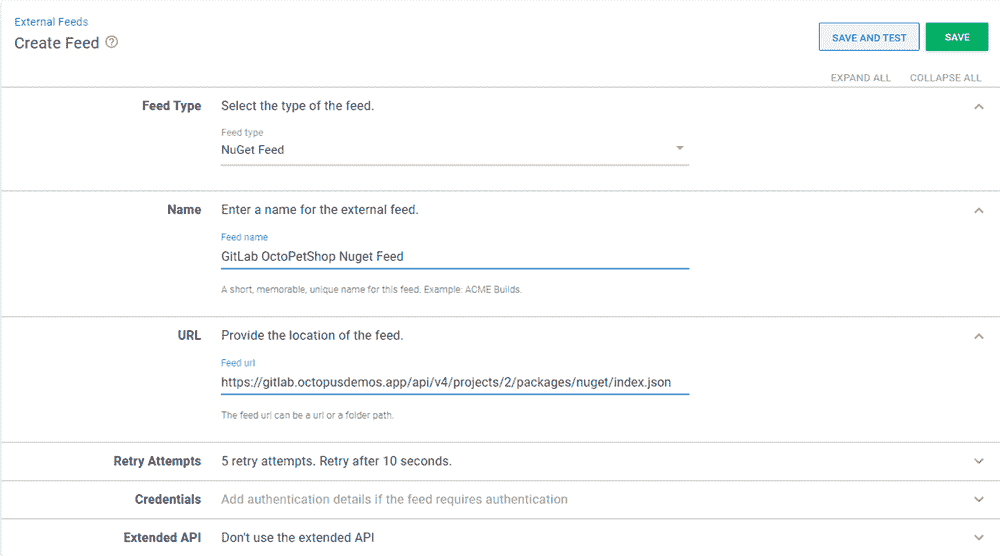 External Feeds
Create Feed ?
SAVE AND TEST
SAVE
EXPAND ALL
COLLAPSE ALL
Feed Type
Select the type of the feed.
Feed type
NuGet Feed
Name
Enter a name for the external feed.
Feed name
GitLab OctoPetShop Nuget Feed
A short, memorable, unique name for this feed. Example: ACME Builds.
URL
Provide the location of the feed.
Feed url
https://gitlab.octopusdemos.app/api/v4/projects/2/packages/nuget/index.json
The feed url can be a url or a folder path.
Retry Attempts
5 retry attempts. Retry after 10 seconds.
Credentials
Add authentication details if the feed requires authentication
Extended API
Don't use the extended API